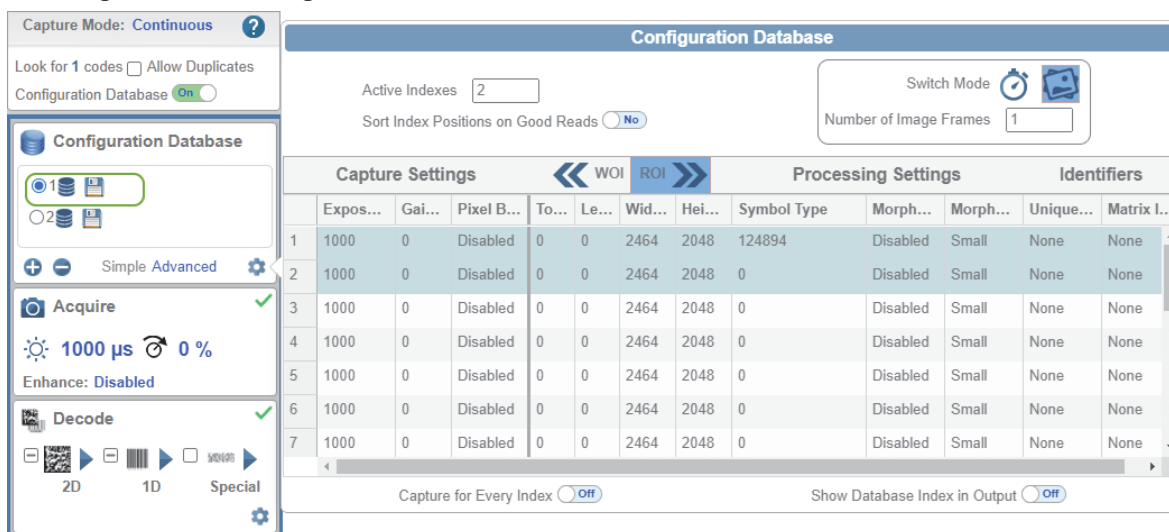 Capture Mode: Continuous ?
Look for 1 codes Allow Duplicates
Configuration Database On
Configuration Database
1
2
Simple Advanced
Acquire
1000 µs 0 %
Enhance: Disabled
Decode
2D 1D Special
Configuration Database
Active Indexes 2
Sort Index Positions on Good Reads No
Switch Mode
Number of Image Frames 1
Capture Settings WOI ROI Processing Settings Identifiers
Expos... Gai... Pixel B... To... Le... Wid... Hei... Symbol Type Morph... Morph... Unique... Matrix I...
1 1000 0 Disabled 0 0 2464 2048 124894 Disabled Small None None
2 1000 0 Disabled 0 0 2464 2048 0 Disabled Small None None
3 1000 0 Disabled 0 0 2464 2048 0 Disabled Small None None
4 1000 0 Disabled 0 0 2464 2048 0 Disabled Small None None
5 1000 0 Disabled 0 0 2464 2048 0 Disabled Small None None
6 1000 0 Disabled 0 0 2464 2048 0 Disabled Small None None
7 1000 0 Disabled 0 0 2464 2048 0 Disabled Small None None
Capture for Every Index Off Show Database Index in Output Off